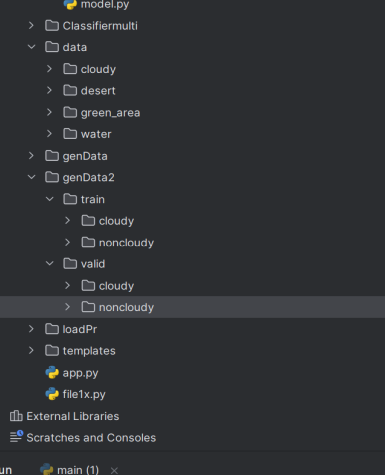 model.py
Classifiermulti
data
cloudy
desert
green_area
water
genData
genData2
train
cloudy
noncloudy
valid
cloudy
noncloudy
loadPr
templates
app.py
file1x.py
External Libraries
Scratches and Consoles
un main (1)